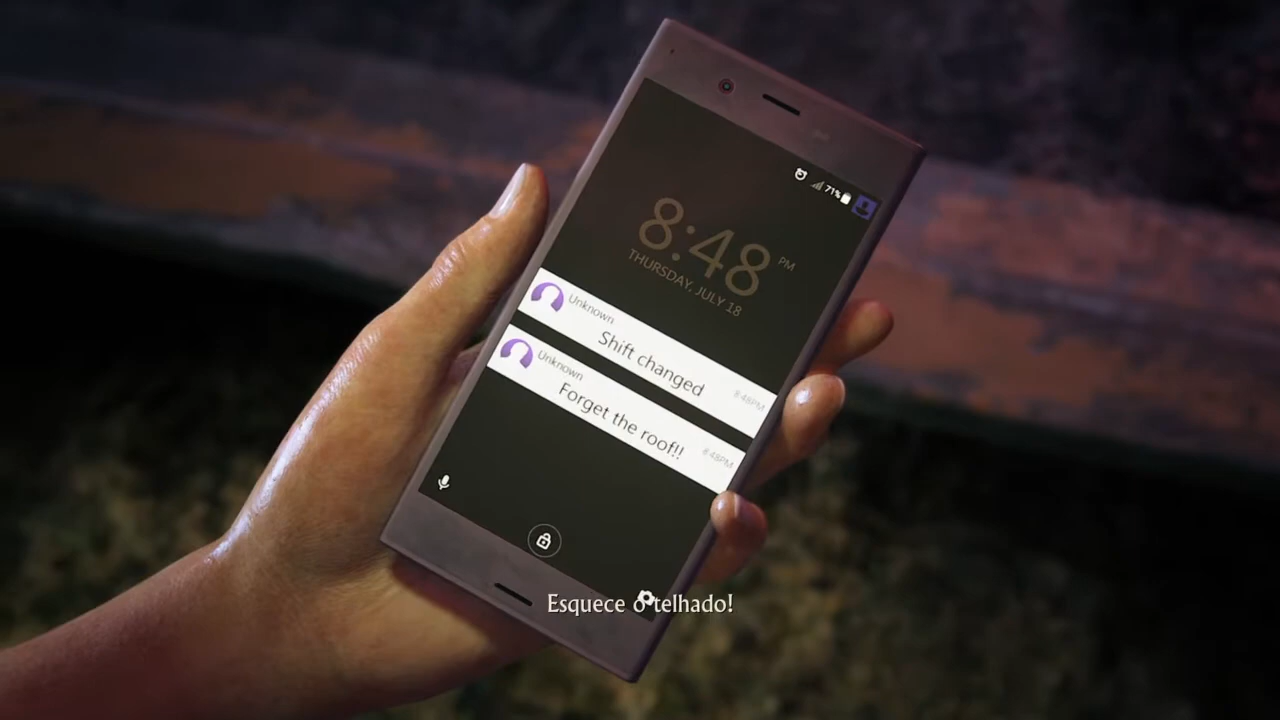 71%
8:48 PM
THURSDAY, JULY 18
Unknown
Shift changed
8:48PM
Unknown
Forget the roof!!
8:48PM
Esquece o telhado!